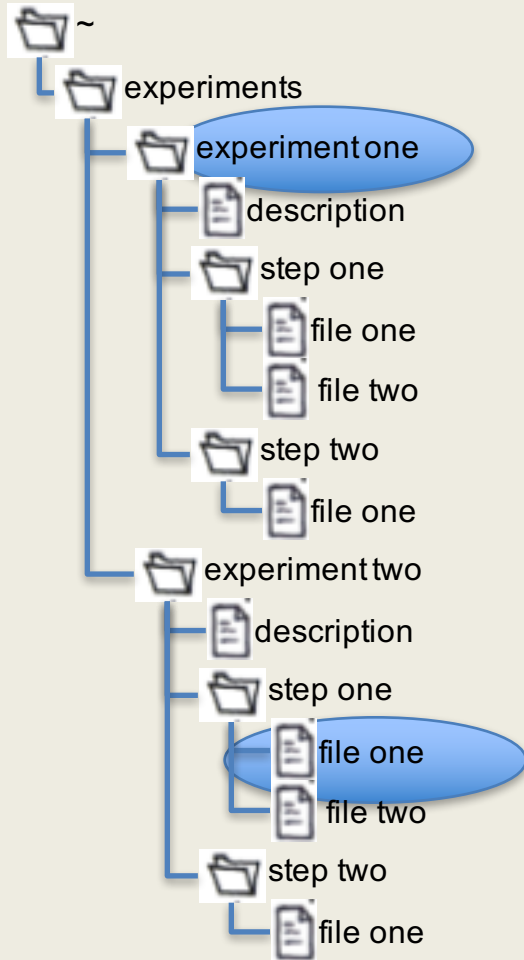 ~
experiments
experiment one
description
step one
file one
file two
step two
file one
experiment two
description
step one
file one
file two
step two
file one